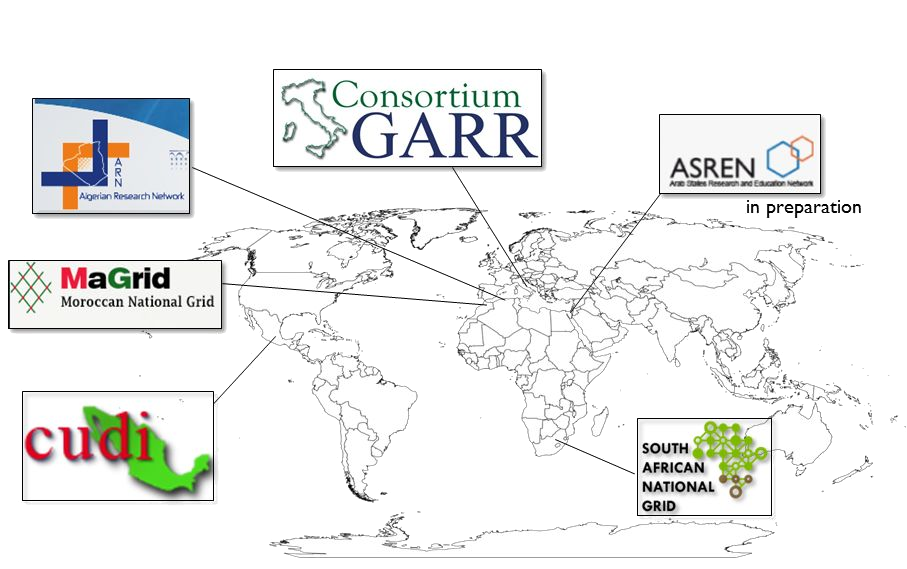 Consortium
GARR
ARN
Algerian Research Network
ASREN
Arab States Research and Education Network
in preparation
MaGrid
Moroccan National Grid
cudi
SOUTH
AFRICAN
NATIONAL
GRID